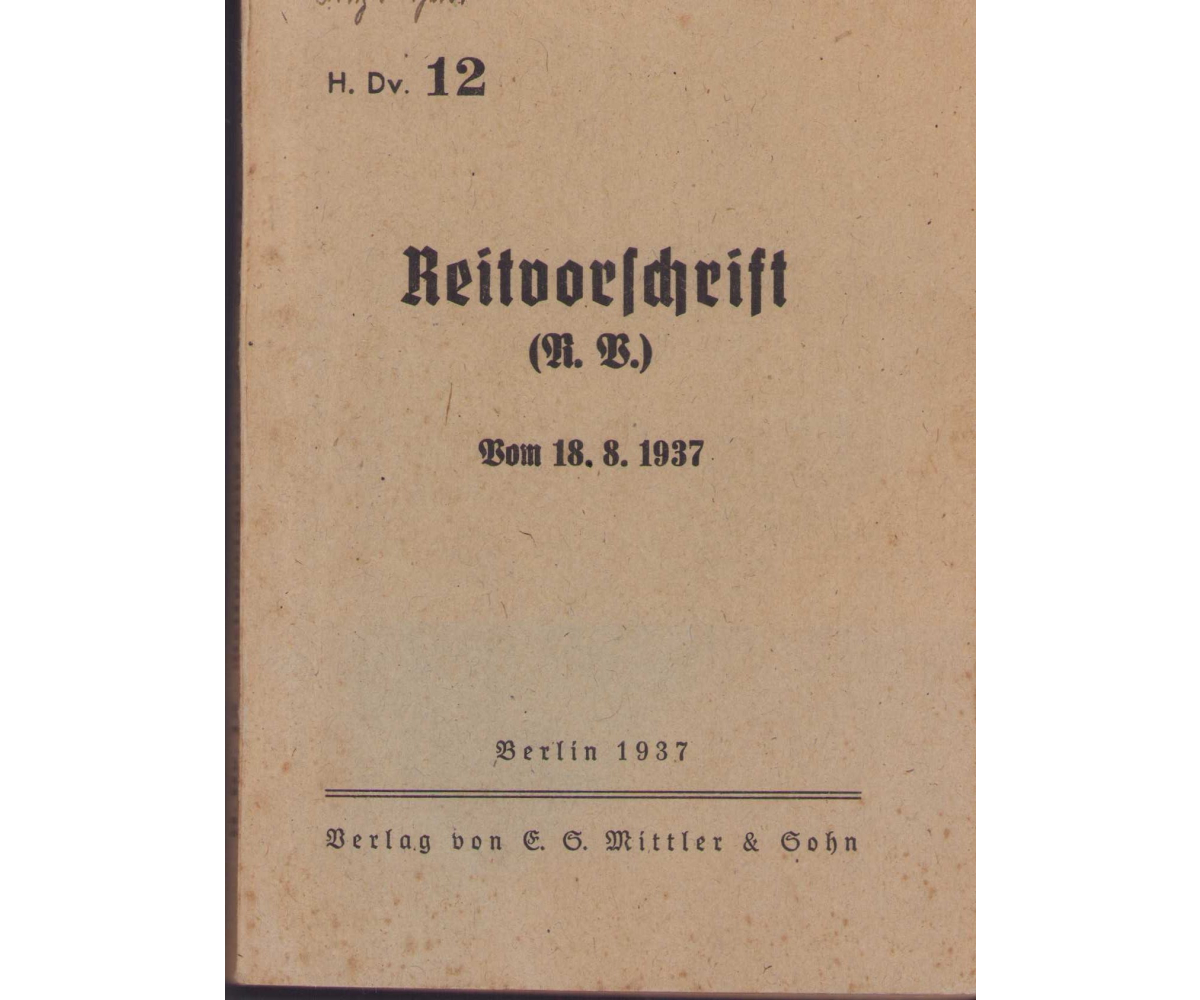 H. Dv. 12
Reitvorschrift
(R. V.)
Vom 18. 8. 1937
Berlin 1937
Verlag von E. S. Mittler & Sohn